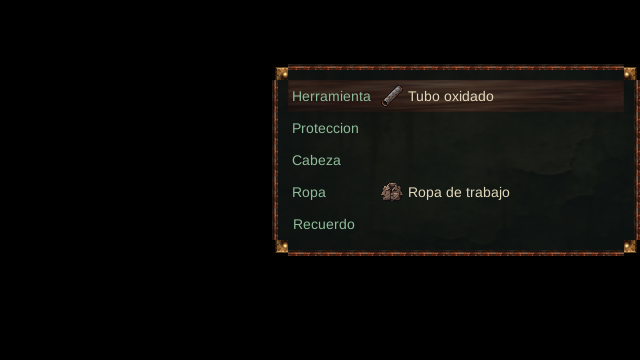 Herramienta Tubo oxidado
Proteccion
Cabeza
Ropa Ropa de trabajo
Recuerdo